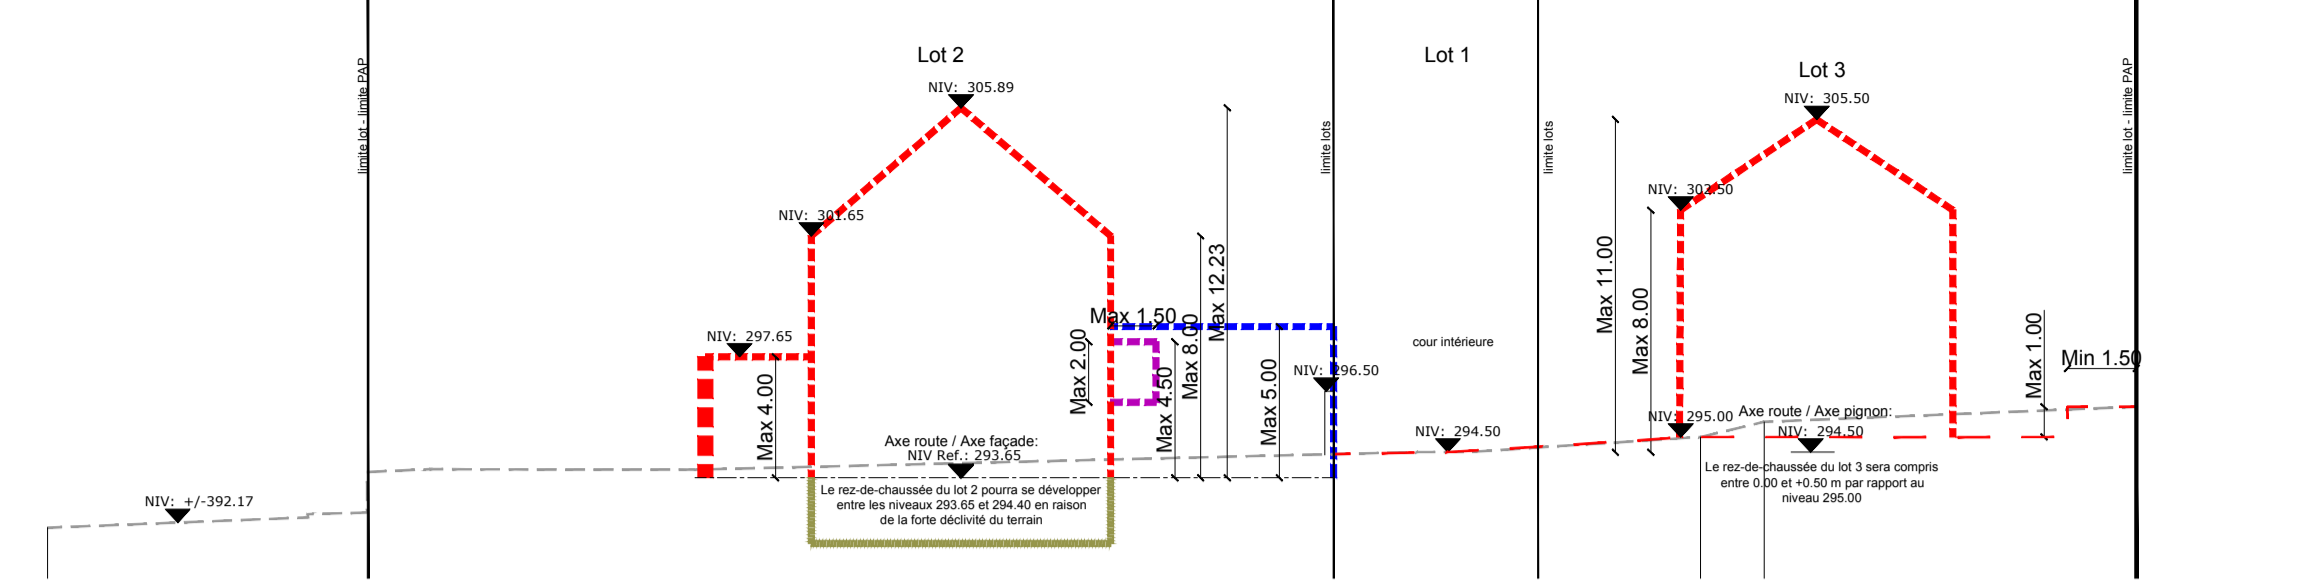 limite lot - limite PAP
Lot 2
NIV: 305.89
NIV: 301.65
NIV: 297.65
Max 4.00
Axe route / Axe façade:
NIV Ref.: 293.65
Le rez-de-chaussée du lot 2 pourra se développer
entre les niveaux 293.65 et 294.40 en raison
de la forte déclivité du terrain
NIV: +/-392.17
Max 1.50
Max 2.00
Max 4.50
Max 8.00
Max 12.23
Max 5.00
NIV: 296.50
limite lots
Lot 1
cour intérieure
NIV: 294.50
limite lots
Lot 3
NIV: 305.50
NIV: 302.50
Max 11.00
Max 8.00
NIV: 295.00
Axe route / Axe pignon:
NIV: 294.50
Le rez-de-chaussée du lot 3 sera compris
entre 0.00 et +0.50 m par rapport au
niveau 295.00
Max 1.00
Min 1.50
limite lot - limite PAP